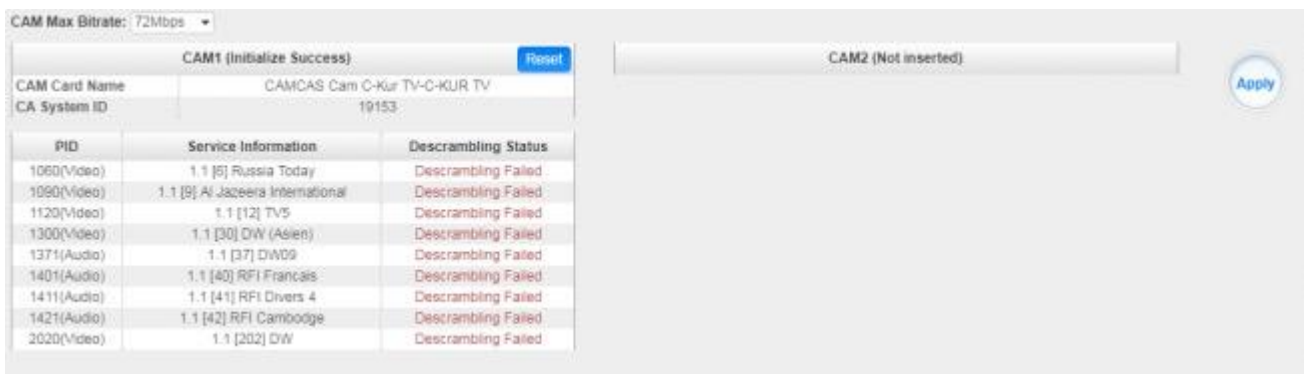 CAM Max Bitrate: 72Mbps
CAM1 (Initialize Success) Reset
CAM Card Name CAMCAS Cam C-Kur TV-C-KUR TV
CA System ID 19153
PID Service Information Descrambling Status
1060(Video) 1.1 [6] Russia Today Descrambling Failed
1090(Video) 1.1 [9] Al Jazeera International Descrambling Failed
1120(Video) 1.1 [12] TV5 Descrambling Failed
1300(Video) 1.1 [30] DW (Asien) Descrambling Failed
1371(Audio) 1.1 [37] DW09 Descrambling Failed
1401(Audio) 1.1 [40] RFI Francais Descrambling Failed
1411(Audio) 1.1 [41] RFI Divers 4 Descrambling Failed
1421(Audio) 1.1 [42] RFI Cambodge Descrambling Failed
2020(Video) 1.1 [202] DW Descrambling Failed
CAM2 (Not inserted)
Apply